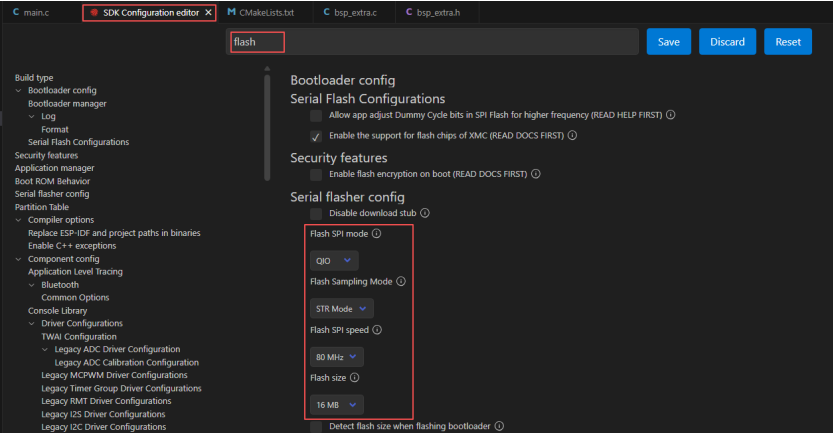 main.c
SDK Configuration editor
CMakeLists.txt
bsp_extra.c
bsp_extra.h
flash
Save
Discard
Reset
Build type
Bootloader config
Bootloader manager
Log
Format
Serial Flash Configurations
Security features
Application manager
Boot ROM Behavior
Serial flasher config
Partition Table
Compiler options
Replace ESP-IDF and project paths in binaries
Enable C++ exceptions
Component config
Application Level Tracing
Bluetooth
Common Options
Console Library
Driver Configurations
TWAI Configuration
Legacy ADC Driver Configuration
Legacy ADC Calibration Configuration
Legacy MCPWM Driver Configurations
Legacy Timer Group Driver Configurations
Legacy RMT Driver Configurations
Legacy I2S Driver Configurations
Legacy I2C Driver Configurations
Bootloader config
Serial Flash Configurations
Allow app adjust Dummy Cycle bits in SPI Flash for higher frequency (READ HELP FIRST)
Enable the support for flash chips of XMC (READ DOCS FIRST)
Security features
Enable flash encryption on boot (READ DOCS FIRST)
Serial flasher config
Disable download stub
Flash SPI mode
QIO
Flash Sampling Mode
STR Mode
Flash SPI speed
80 MHz
Flash size
16 MB
Detect flash size when flashing bootloader